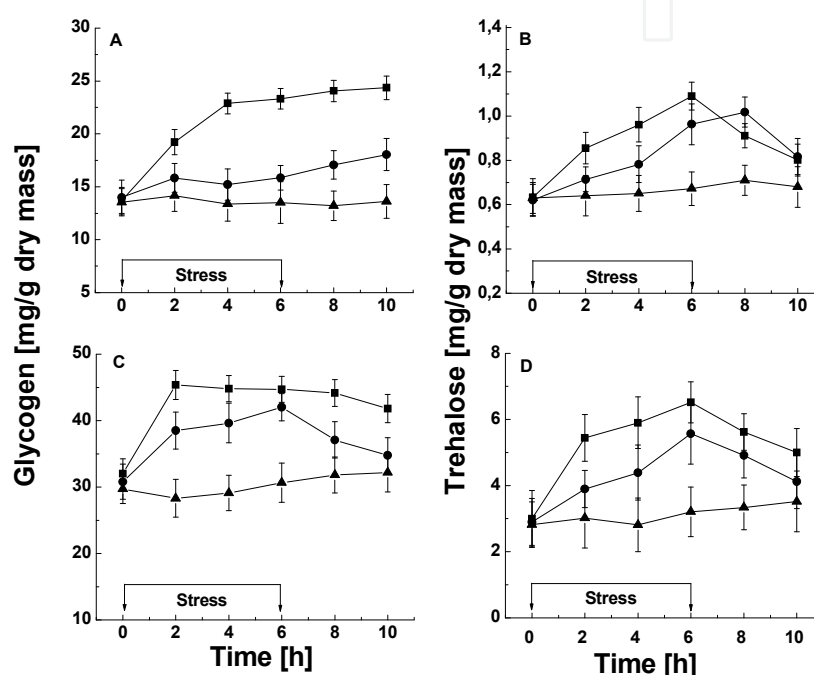 A
30
25
20
15
10
5
Stress
0 2 4 6 8 10
B
1,4
1,2
1,0
0,8
0,6
0,4
0,2
Stress
0 2 4 6 8 10
C
50
40
30
20
10
Stress
0 2 4 6 8 10
Time [h]
D
8
6
4
2
0
Stress
0 2 4 6 8 10
Time [h]
Glycogen [mg/g dry mass]
Trehalose [mg/g dry mass]